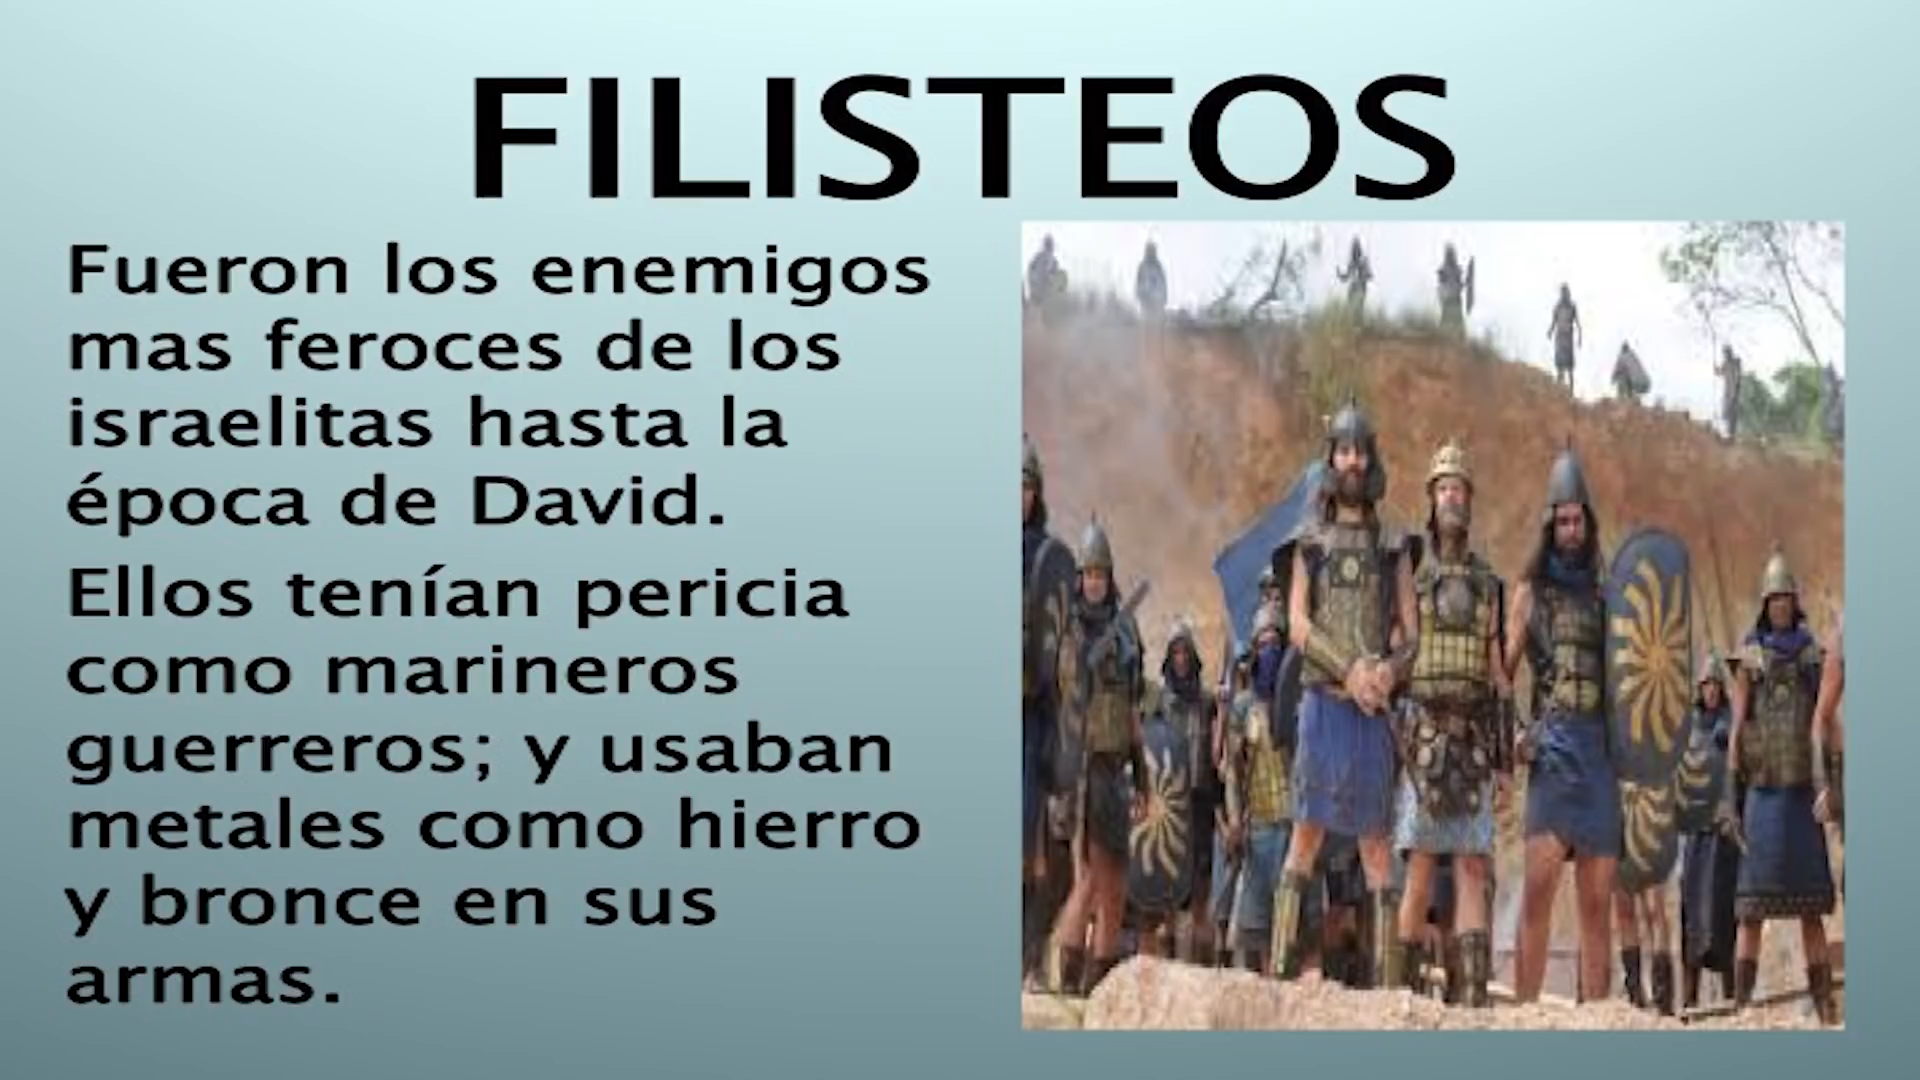 FILISTEOS
Fueron los enemigos
mas feroces de los
israelitas hasta la
época de David.
Ellos tenían pericia
como marineros
guerreros; y usaban
metales como hierro
y bronce en sus
armas.